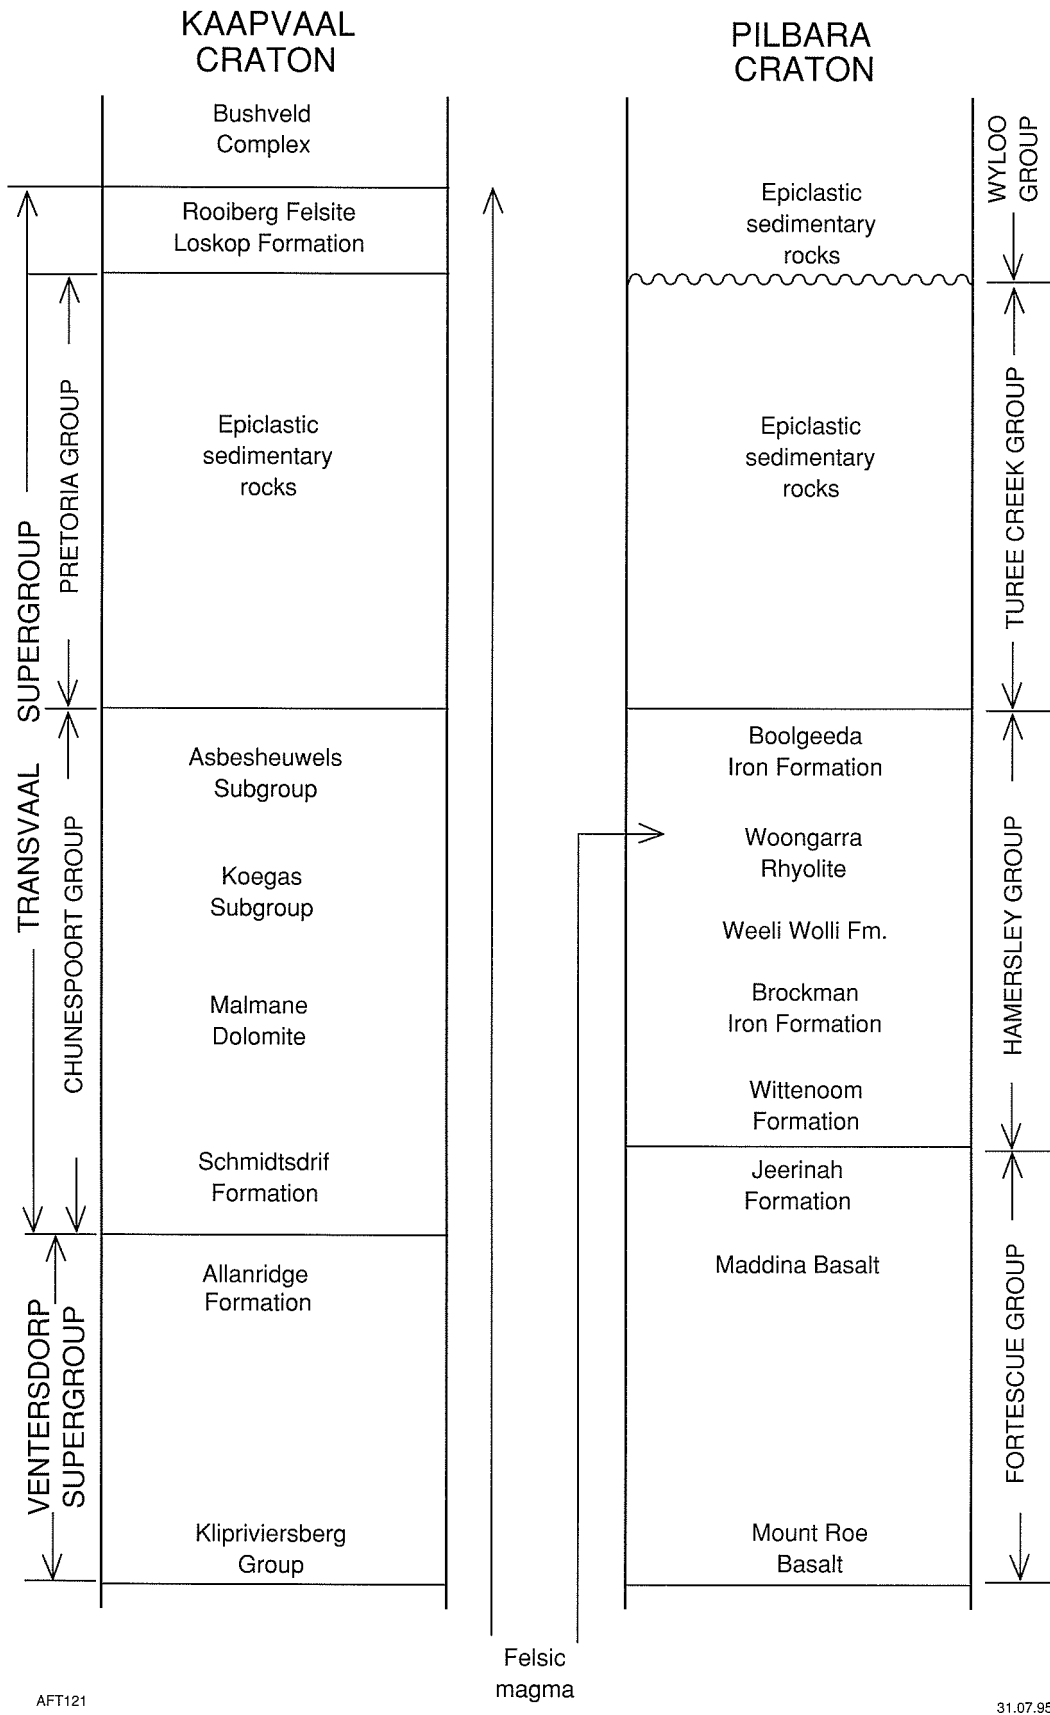 KAAPVAAL
CRATON
Bushveld
Complex
Rooiberg Felsite
Loskop Formation
Epiclastic
sedimentary
rocks
Asbesheuwels
Subgroup
Koegas
Subgroup
Malmane
Dolomite
Schmidtsdrif
Formation
Allanridge
Formation
Klipriviersberg
Group
TRANSVAAL SUPERGROUP
PRETORIA GROUP
CHUNESPOORT GROUP
VENTERSDORP
SUPERGROUP
PILBARA
CRATON
Epiclastic
sedimentary
rocks
Epiclastic
sedimentary
rocks
Boolgeeda
Iron Formation
Woongarra
Rhyolite
Weeli Wolli Fm.
Brockman
Iron Formation
Wittenoom
Formation
Jeerinah
Formation
Maddina Basalt
Mount Roe
Basalt
WYLOO
GROUP
TUREE CREEK GROUP
HAMERSLEY GROUP
FORTESCUE GROUP
Felsic
magma
AFT121
31.07.95